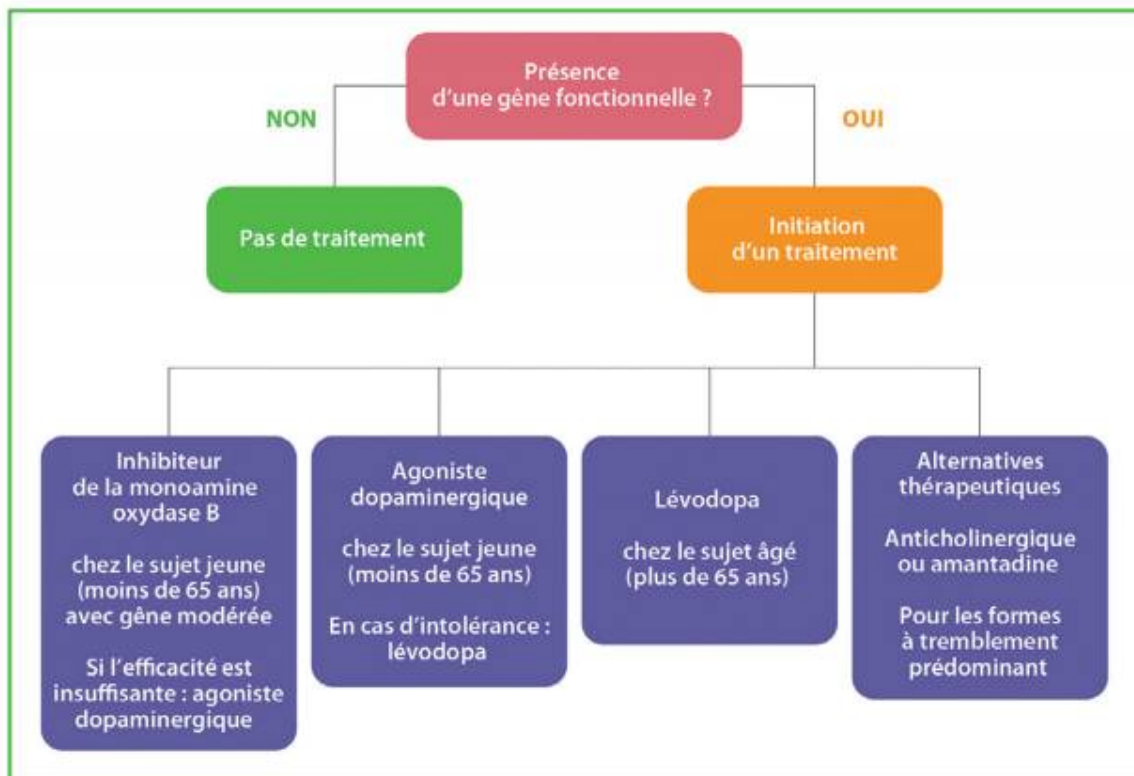 Présence
d'une gêne fonctionnelle ?
NON
OUI
Pas de traitement
Initiation
d'un traitement
Inhibiteur
de la monoamine
oxydase B
chez le sujet jeune
(moins de 65 ans)
avec gêne modérée
Si l'efficacité est
insuffisante : agoniste
dopaminergique
Agoniste
dopaminergique
chez le sujet jeune
(moins de 65 ans)
En cas d'intolérance :
lévodopa
Lévodopa
chez le sujet âgé
(plus de 65 ans)
Alternatives
thérapeutiques
Anticholinergique
ou amantadine
Pour les formes
à tremblement
prédominant